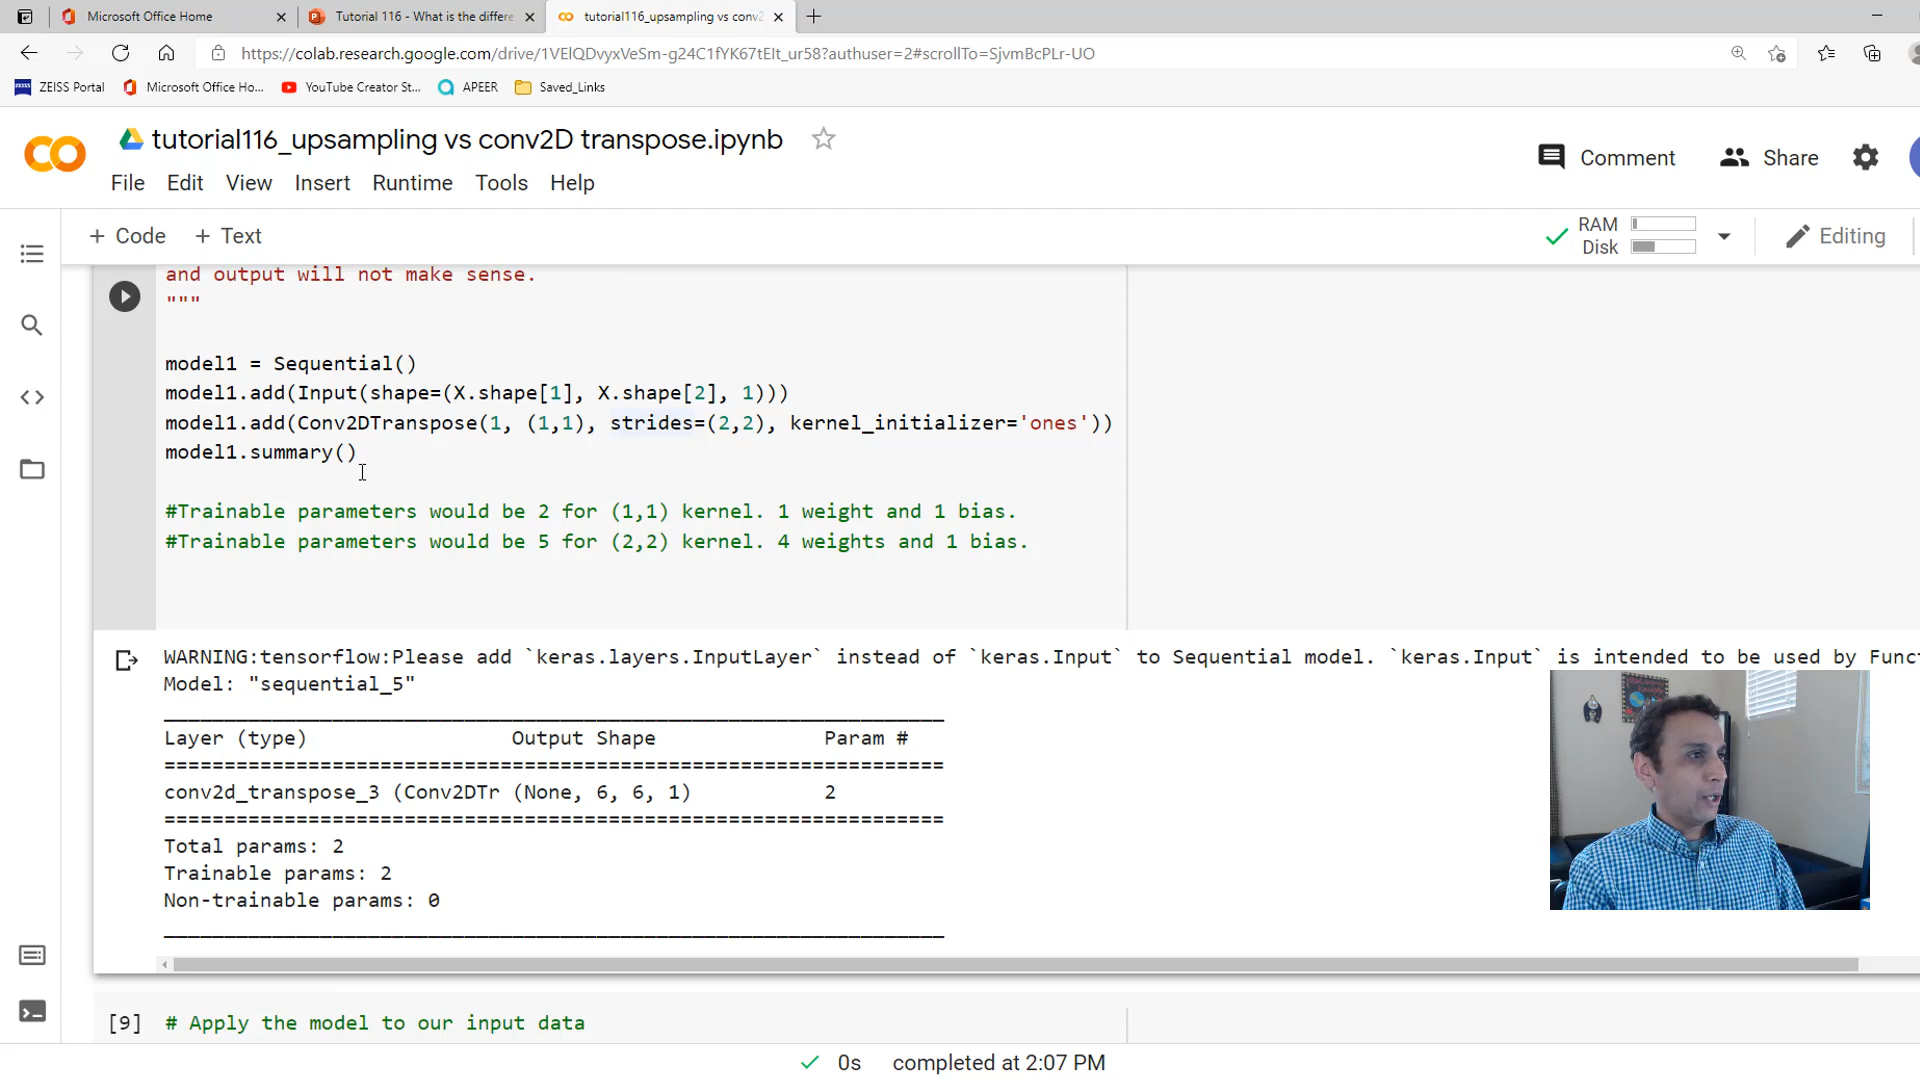 Microsoft Office Home
Tutorial 116 - What is the differe
tutorial116_upsampling vs conv2
https://colab.research.google.com/drive/1VElQDvyxVeSm-g24C1fYK67tEIt_ur58?authuser=2#scrollTo=SjvmBcPLr-UO
ZEISS Portal
Microsoft Office Ho...
YouTube Creator St...
APEER
Saved_Links
tutorial116_upsampling vs conv2D transpose.ipynb
Comment
Share
File Edit View Insert Runtime Tools Help
+ Code + Text
RAM
Disk
Editing
and output will not make sense.
"""
model1 = Sequential()
model1.add(Input(shape=(X.shape[1], X.shape[2], 1)))
model1.add(Conv2DTranspose(1, (1,1), strides=(2,2), kernel_initializer='ones'))
model1.summary()
#Trainable parameters would be 2 for (1,1) kernel. 1 weight and 1 bias.
#Trainable parameters would be 5 for (2,2) kernel. 4 weights and 1 bias.
WARNING:tensorflow:Please add `keras.layers.InputLayer` instead of `keras.Input` to Sequential model. `keras.Input` is intended to be used by Funct
Model: "sequential_5"
Layer (type) Output Shape Param #
conv2d_transpose_3 (Conv2DTr (None, 6, 6, 1) 2
Total params: 2
Trainable params: 2
Non-trainable params: 0
[9] # Apply the model to our input data
0s completed at 2:07 PM